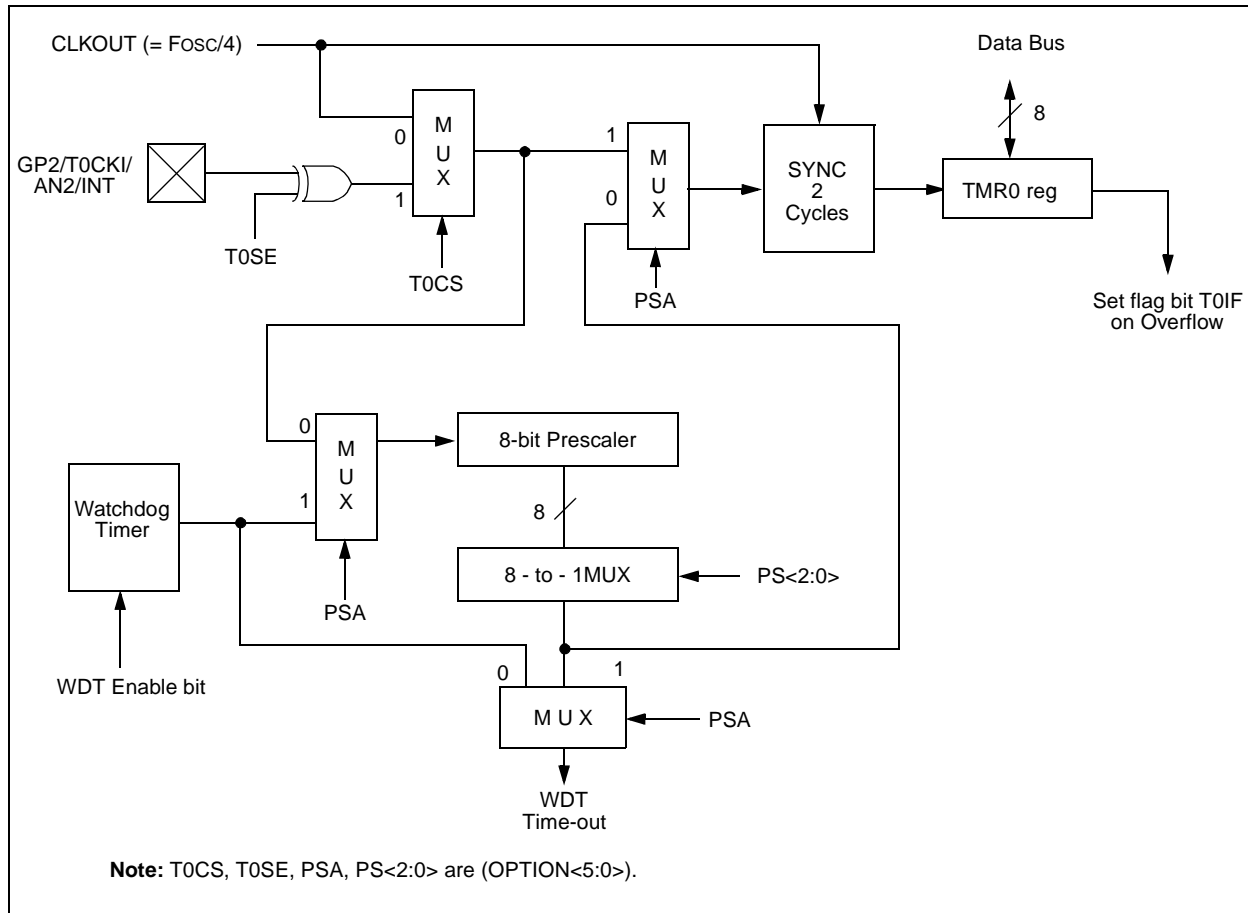 CLKOUT (= FOSC/4)
Data Bus
8
M
U
X
0
1
GP2/T0CKI/
AN2/INT
T0SE
T0CS
1
0
M
U
X
PSA
SYNC
2
Cycles
TMR0 reg
Set flag bit T0IF
on Overflow
0
1
M
U
X
PSA
8-bit Prescaler
8
8 - to - 1MUX
PS<2:0>
Watchdog
Timer
WDT Enable bit
0
1
M U X
PSA
WDT
Time-out
Note: T0CS, T0SE, PSA, PS<2:0> are (OPTION<5:0>).